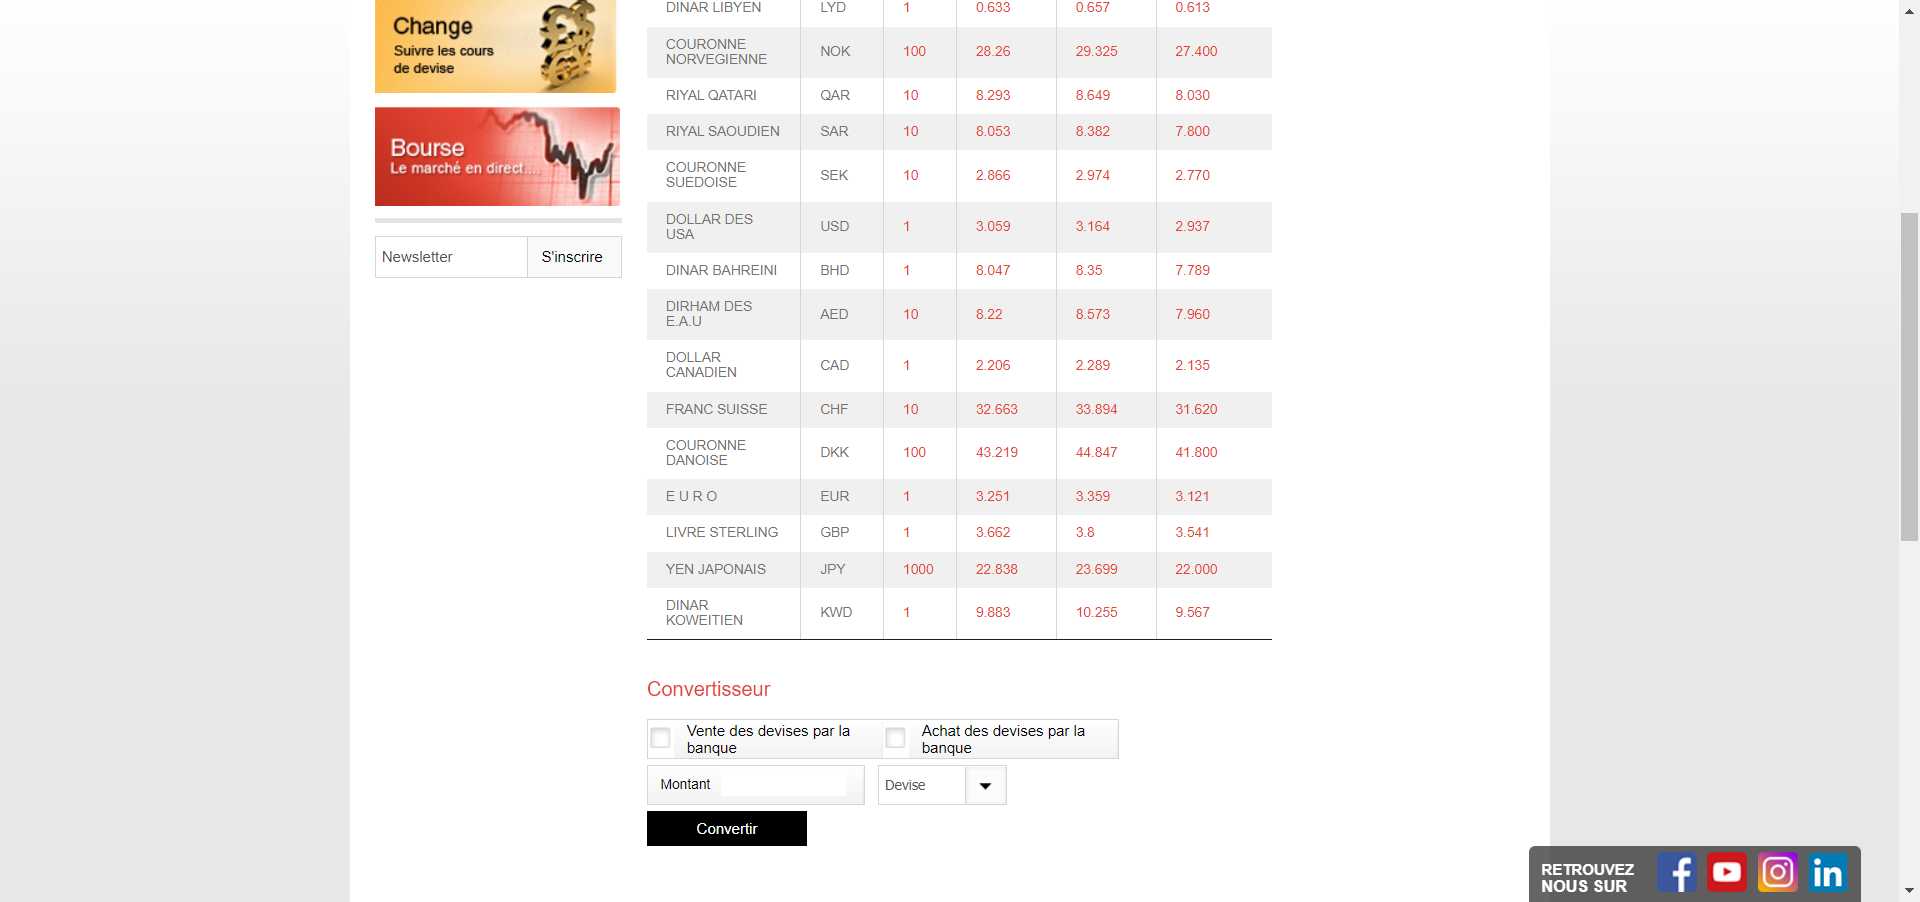 Change
Suivre les cours
de devise
Bourse
Le marché en direct....
Newsletter S'inscrire
DINAR LIBYEN LYD 1 0.633 0.657 0.613
COURONNE
NORVEGIENNE NOK 100 28.26 29.325 27.400
RIYAL QATARI QAR 10 8.293 8.649 8.030
RIYAL SAOUDIEN SAR 10 8.053 8.382 7.800
COURONNE
SUEDOISE SEK 10 2.866 2.974 2.770
DOLLAR DES
USA USD 1 3.059 3.164 2.937
DINAR BAHREINI BHD 1 8.047 8.35 7.789
DIRHAM DES
E.A.U AED 10 8.22 8.573 7.960
DOLLAR
CANADIEN CAD 1 2.206 2.289 2.135
FRANC SUISSE CHF 10 32.663 33.894 31.620
COURONNE
DANOISE DKK 100 43.219 44.847 41.800
E U R O EUR 1 3.251 3.359 3.121
LIVRE STERLING GBP 1 3.662 3.8 3.541
YEN JAPONAIS JPY 1000 22.838 23.699 22.000
DINAR
KOWEITIEN KWD 1 9.883 10.255 9.567
Convertisseur
Vente des devises par la
banque
Achat des devises par la
banque
Montant Devise
Convertir
RETROUVEZ
NOUS SUR